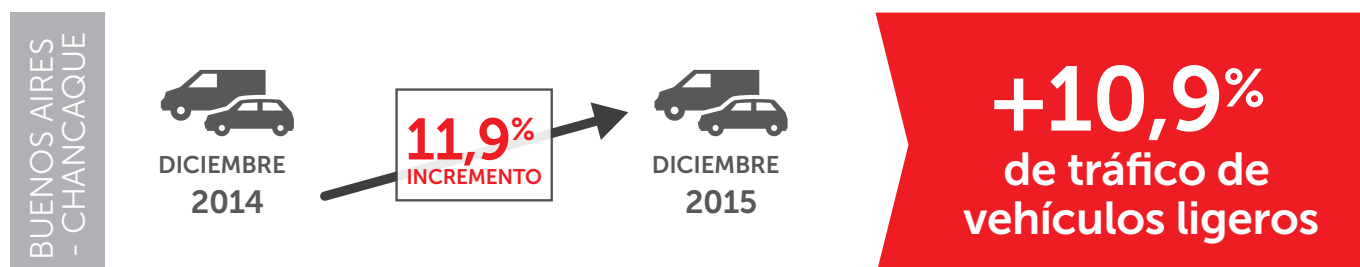 BUENOS AIRES
- CHANCAQUE
DICIEMBRE
2014
11,9%
INCREMENTO
DICIEMBRE
2015
+10,9%
de tráfico de
vehículos ligeros